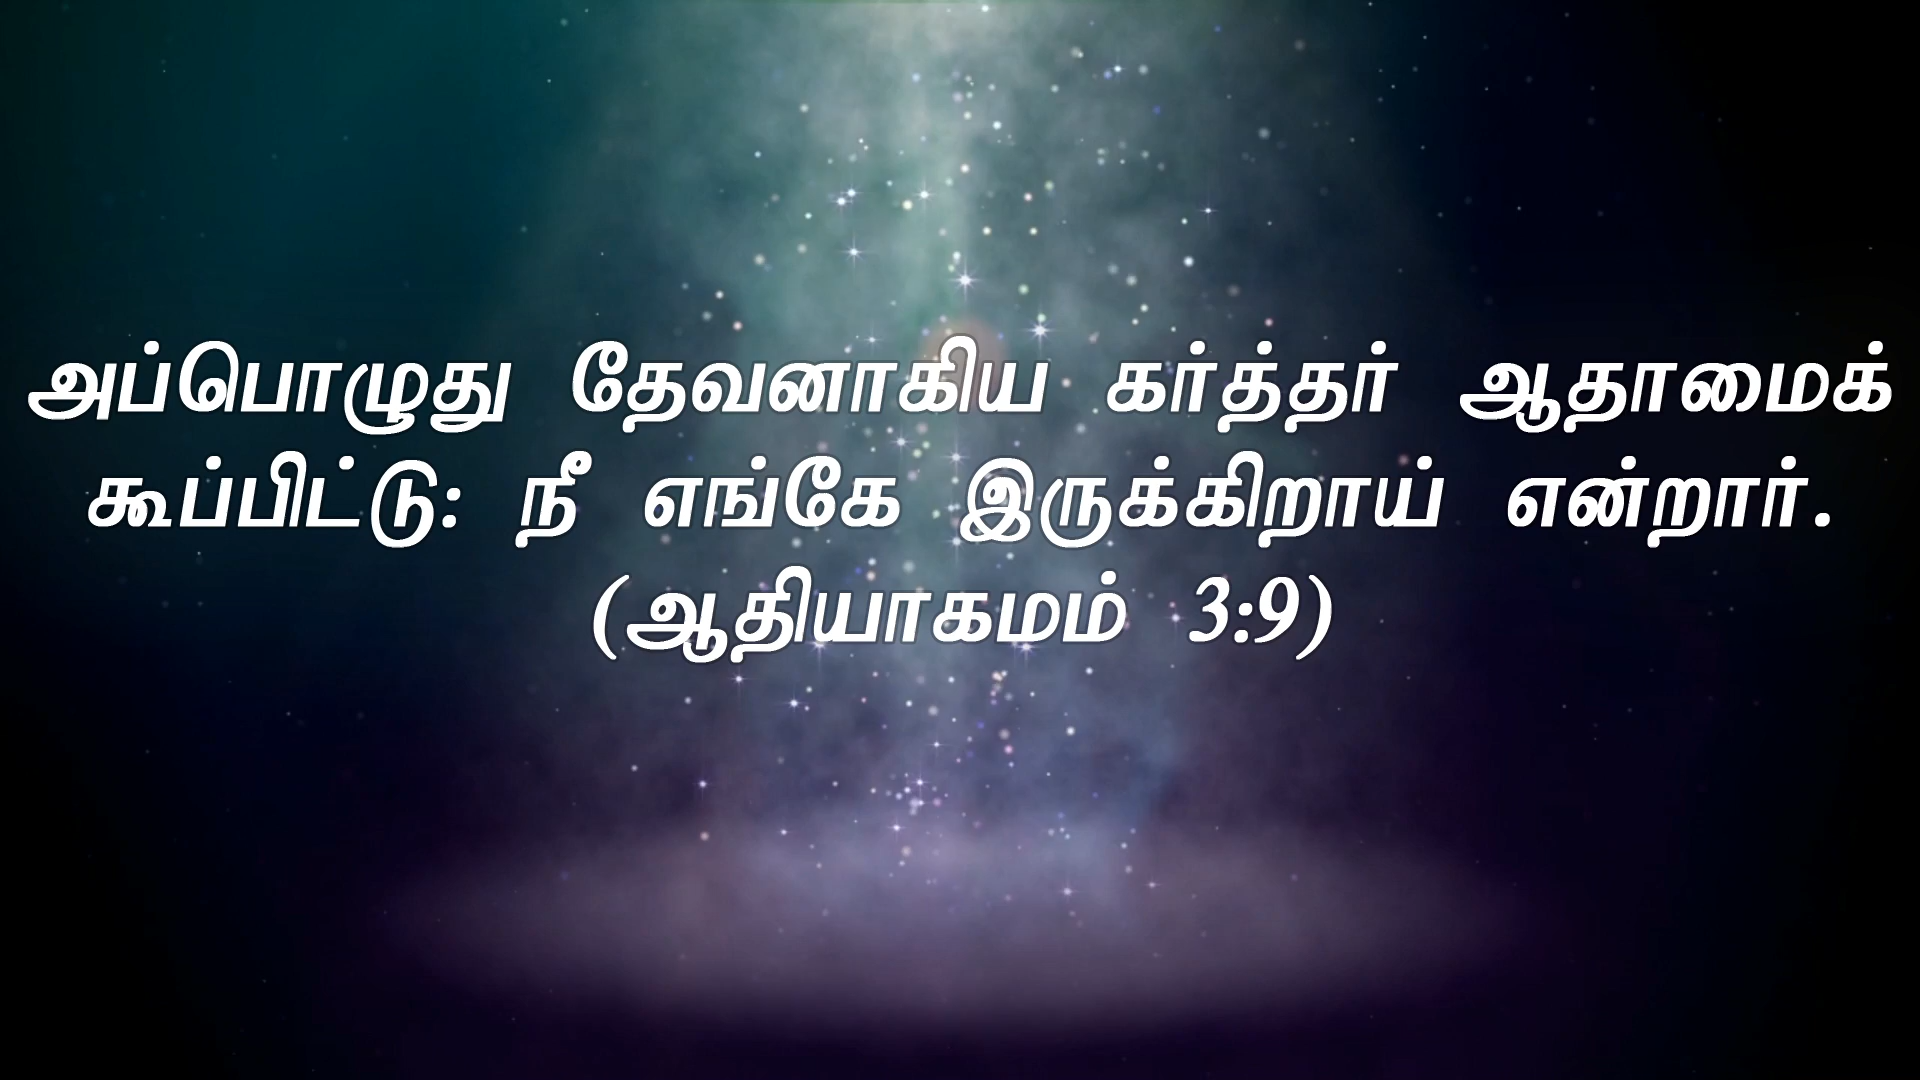 அப்பொழுது தேவனாகிய கர்த்தர் ஆதாமைக்
கூப்பிட்டு: நீ எங்கே இருக்கிறாய் என்றார்.
(ஆதியாகமம் 3:9)